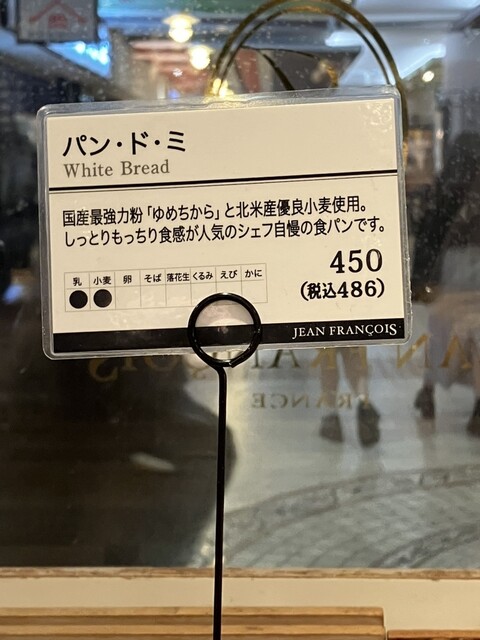 パン・ド・ミ
White Bread
国産最強力粉「ゆめちから」と北米産優良小麦使用。
しっとりもっちり食感が人気のシェフ自慢の食パンです。
乳 小麦 卵 そば 落花生 くるみ えび かに
● ●
450
(税込486)
JEAN FRANÇOIS
AN FRANÇOIS
FRANCE